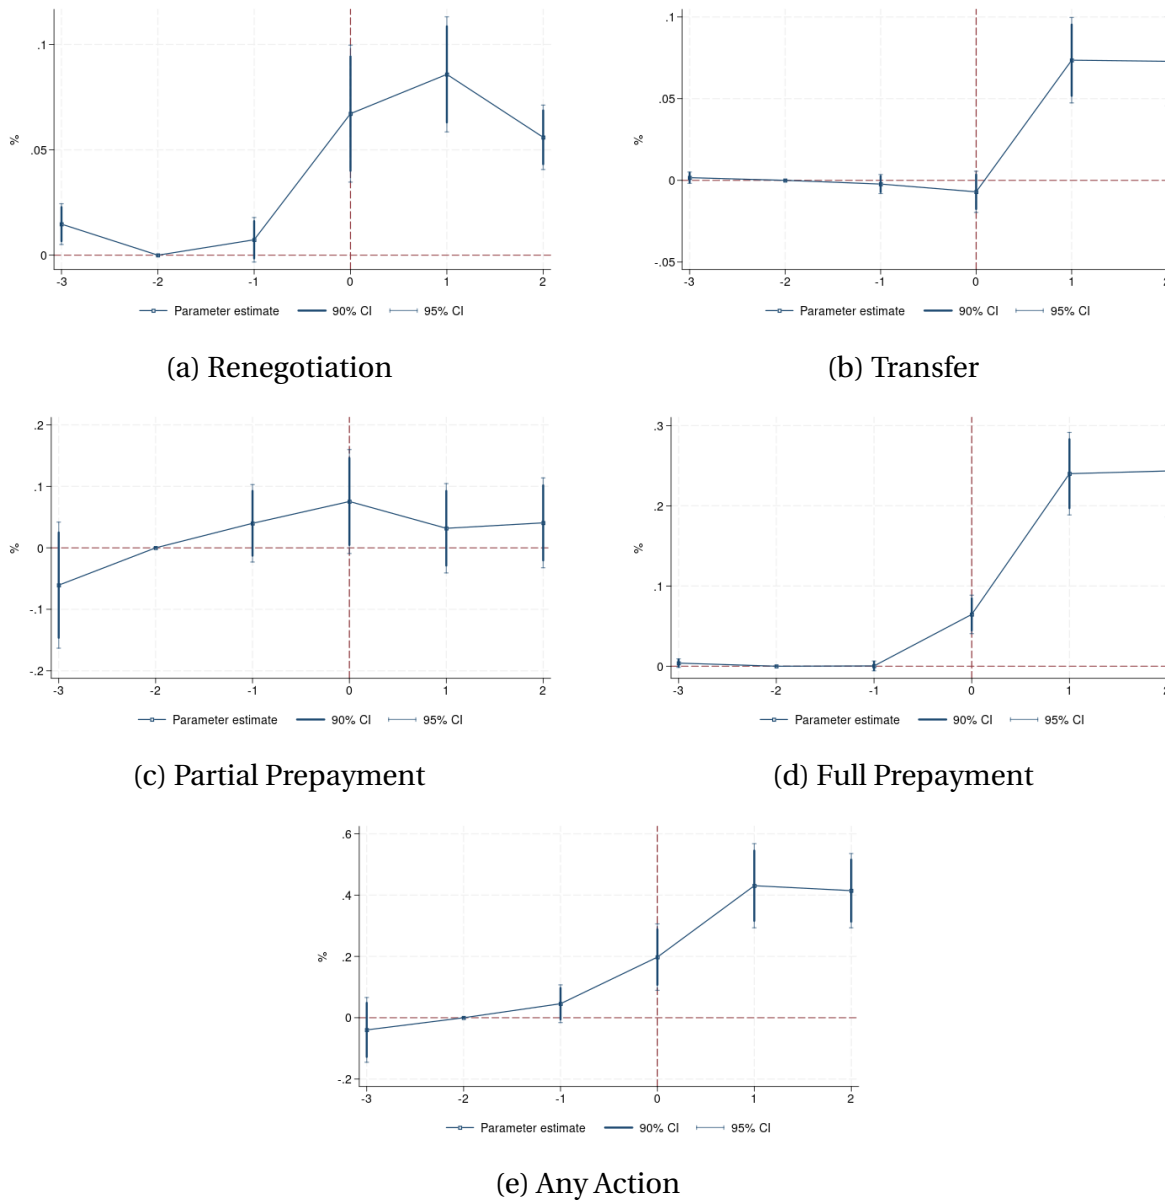 .1
.05
0
%
-3 -2 -1 0 1 2
Parameter estimate 90% CI 95% CI
(a) Renegotiation
.1
.05
0
-.05
%
-3 -2 -1 0 1
Parameter estimate 90% CI 95% CI
(b) Transfer
.2
.1
0
-.1
-.2
%
-3 -2 -1 0 1 2
Parameter estimate 90% CI 95% CI
(c) Partial Prepayment
.3
.2
.1
0
%
-3 -2 -1 0 1
Parameter estimate 90% CI 95% CI
(d) Full Prepayment
.6
.4
.2
0
-.2
%
-3 -2 -1 0 1 2
Parameter estimate 90% CI 95% CI
(e) Any Action